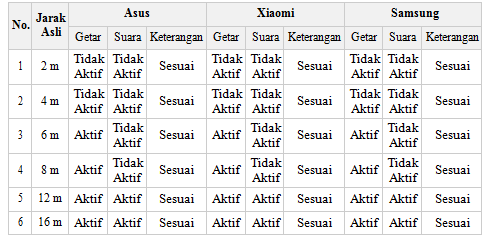 No. Jarak Asli Asus Xiaomi Samsung
Getar Suara Keterangan Getar Suara Keterangan Getar Suara Keterangan
1 2 m Tidak Aktif Tidak Aktif Sesuai Tidak Aktif Tidak Aktif Sesuai Tidak Aktif Tidak Aktif Sesuai
2 4 m Tidak Aktif Tidak Aktif Sesuai Tidak Aktif Tidak Aktif Sesuai Tidak Aktif Tidak Aktif Sesuai
3 6 m Aktif Tidak Aktif Sesuai Aktif Tidak Aktif Sesuai Aktif Tidak Aktif Sesuai
4 8 m Aktif Tidak Aktif Sesuai Aktif Tidak Aktif Sesuai Aktif Tidak Aktif Sesuai
5 12 m Aktif Aktif Sesuai Aktif Aktif Sesuai Aktif Aktif Sesuai
6 16 m Aktif Aktif Sesuai Aktif Aktif Sesuai Aktif Aktif Sesuai